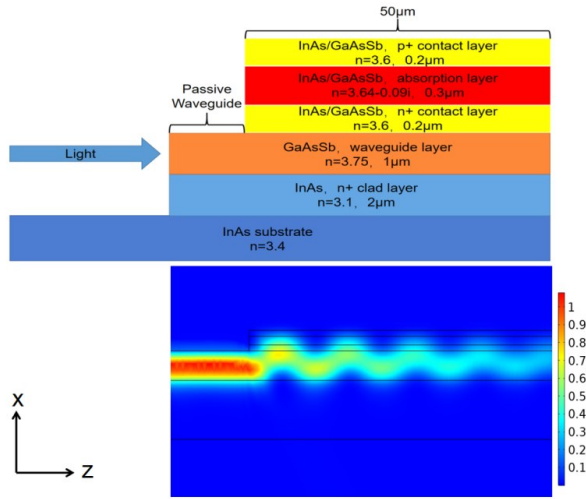 50μm
InAs/GaAsSb、p+ contact layer
n=3.6、0.2μm
InAs/GaAsSb、absorption layer
n=3.64-0.09i、0.3μm
Passive
Waveguide
InAs/GaAsSb、n+ contact layer
n=3.6、0.2μm
Light
GaAsSb、waveguide layer
n=3.75、1μm
InAs、n+ clad layer
n=3.1、2μm
InAs substrate
n=3.4
1
0.9
0.8
0.7
0.6
0.5
0.4
0.3
0.2
0.1
X
Z